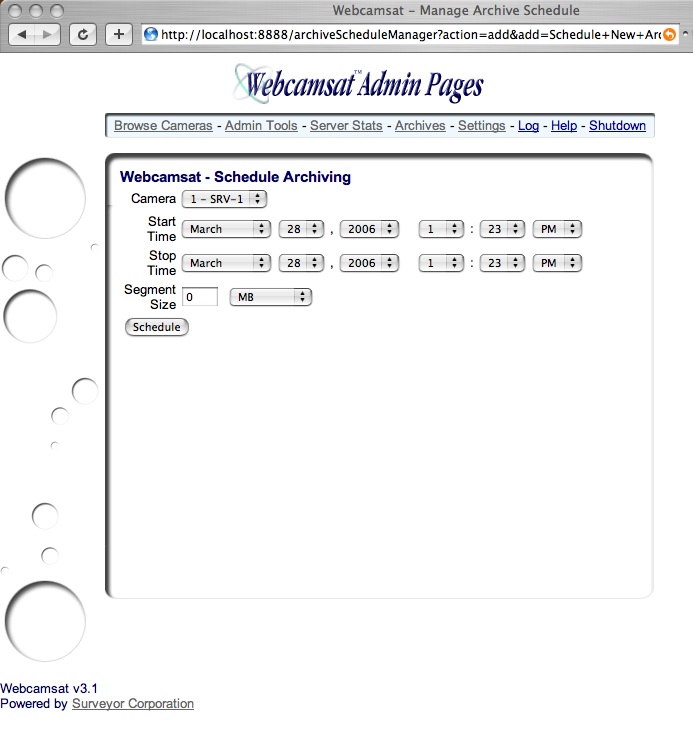 Webcamsat - Manage Archive Schedule
http://localhost:8888/archiveScheduleManager?action=add&add=Schedule+New+Arc
Webcamsat™ Admin Pages
Browse Cameras - Admin Tools - Server Stats - Archives - Settings - Log - Help - Shutdown
Webcamsat - Schedule Archiving
Camera 1 - SRV-1
Start Time March 28 , 2006 1 : 23 PM
Stop Time March 28 , 2006 1 : 23 PM
Segment Size 0 MB
Schedule
Webcamsat v3.1
Powered by Surveyor Corporation